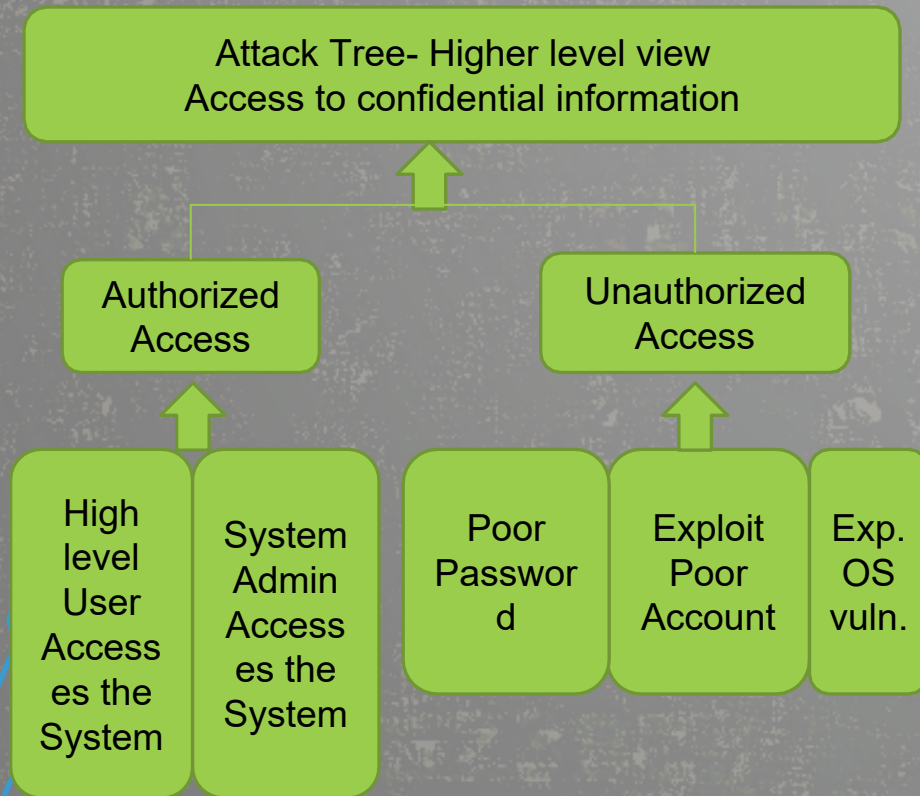 Attack Tree- Higher level view
Access to confidential information
Authorized
Access
Unauthorized
Access
High
level
User
Access
es the
System
System
Admin
Access
es the
System
Poor
Passwor
d
Exploit
Poor
Account
Exp.
OS
vuln.